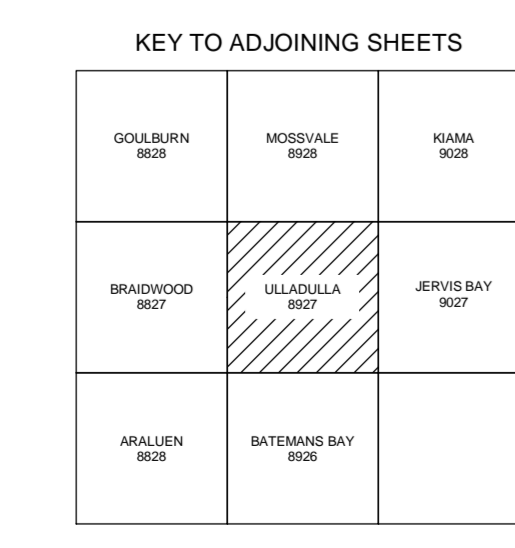 KEY TO ADJOINING SHEETS
GOULBURN
8828
MOSSVALE
8928
KIAMA
9028
BRAIDWOOD
8827
ULLADULLA
8927
JERVIS BAY
9027
ARALUEN
8828
BATEMANS BAY
8926